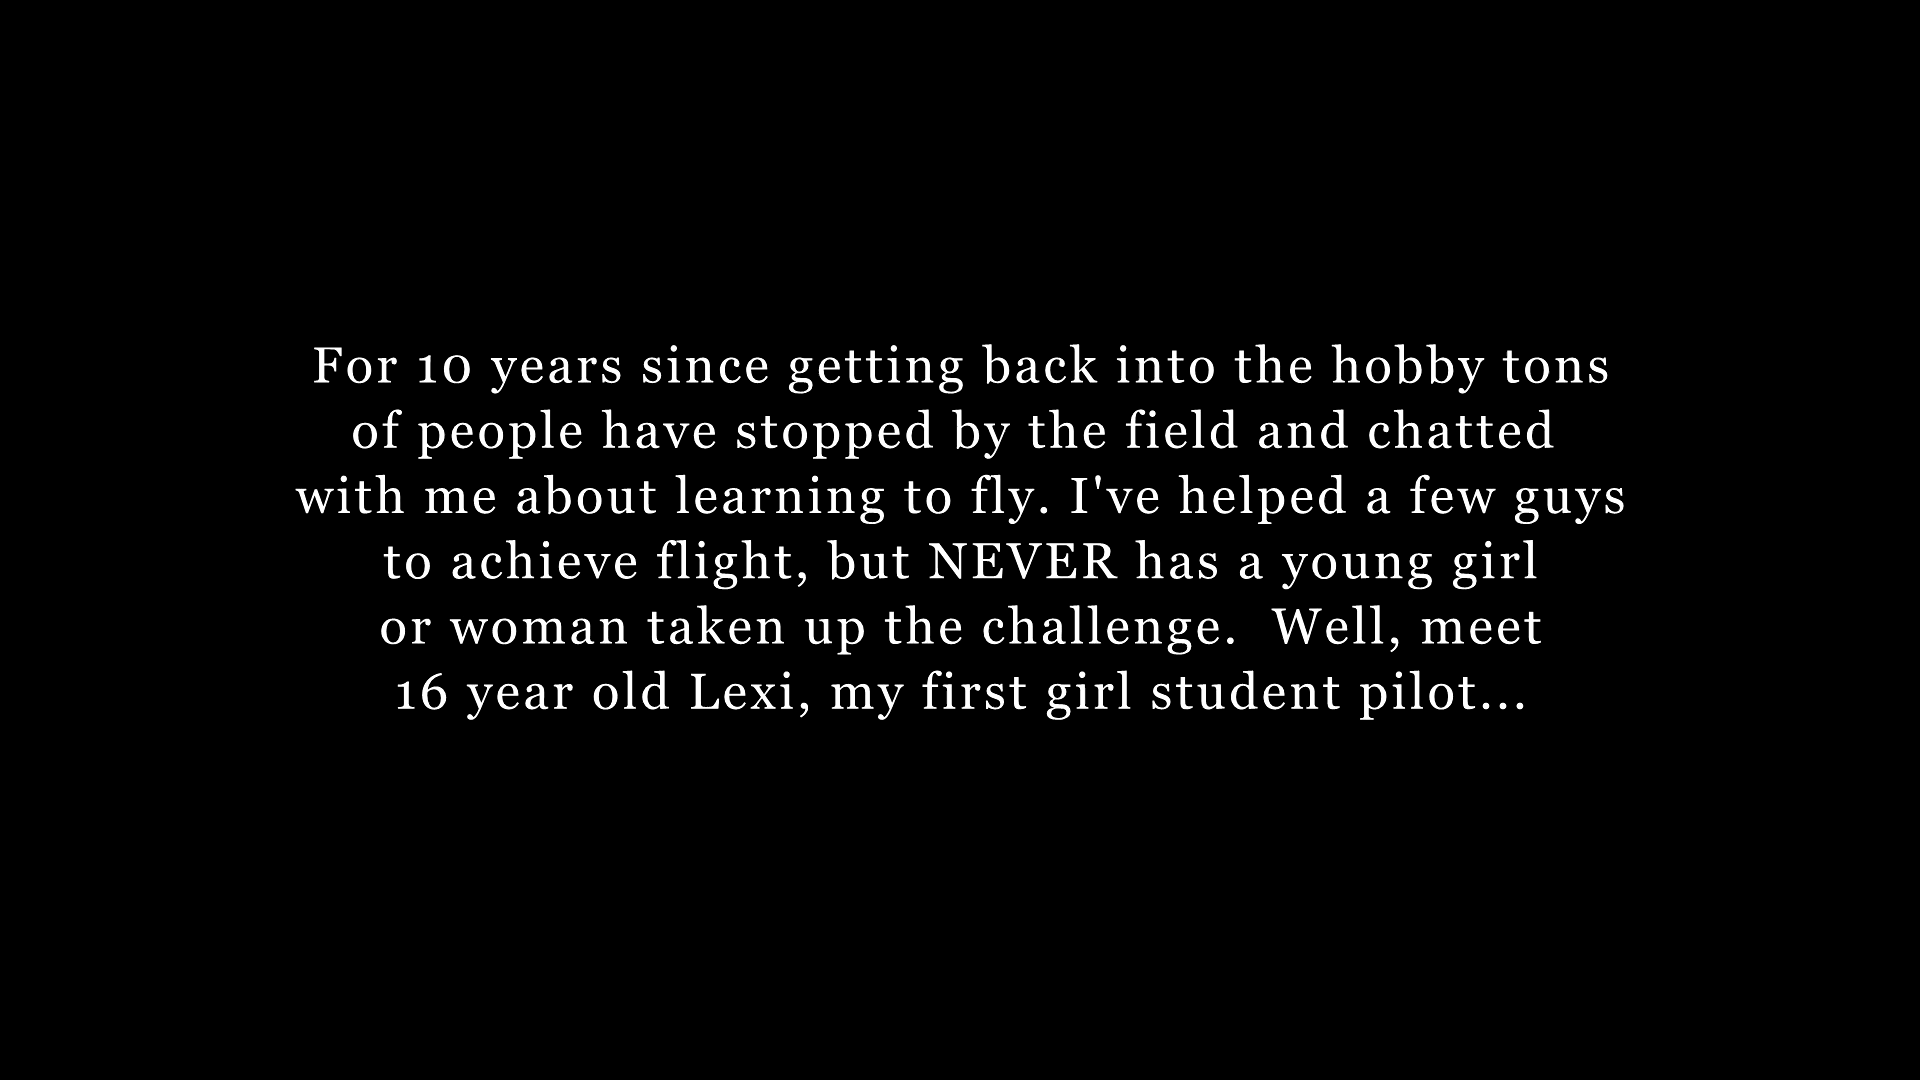 For 10 years since getting back into the hobby tons
of people have stopped by the field and chatted
with me about learning to fly. I've helped a few guys
to achieve flight, but NEVER has a young girl
or woman taken up the challenge.  Well, meet
16 year old Lexi, my first girl student pilot...